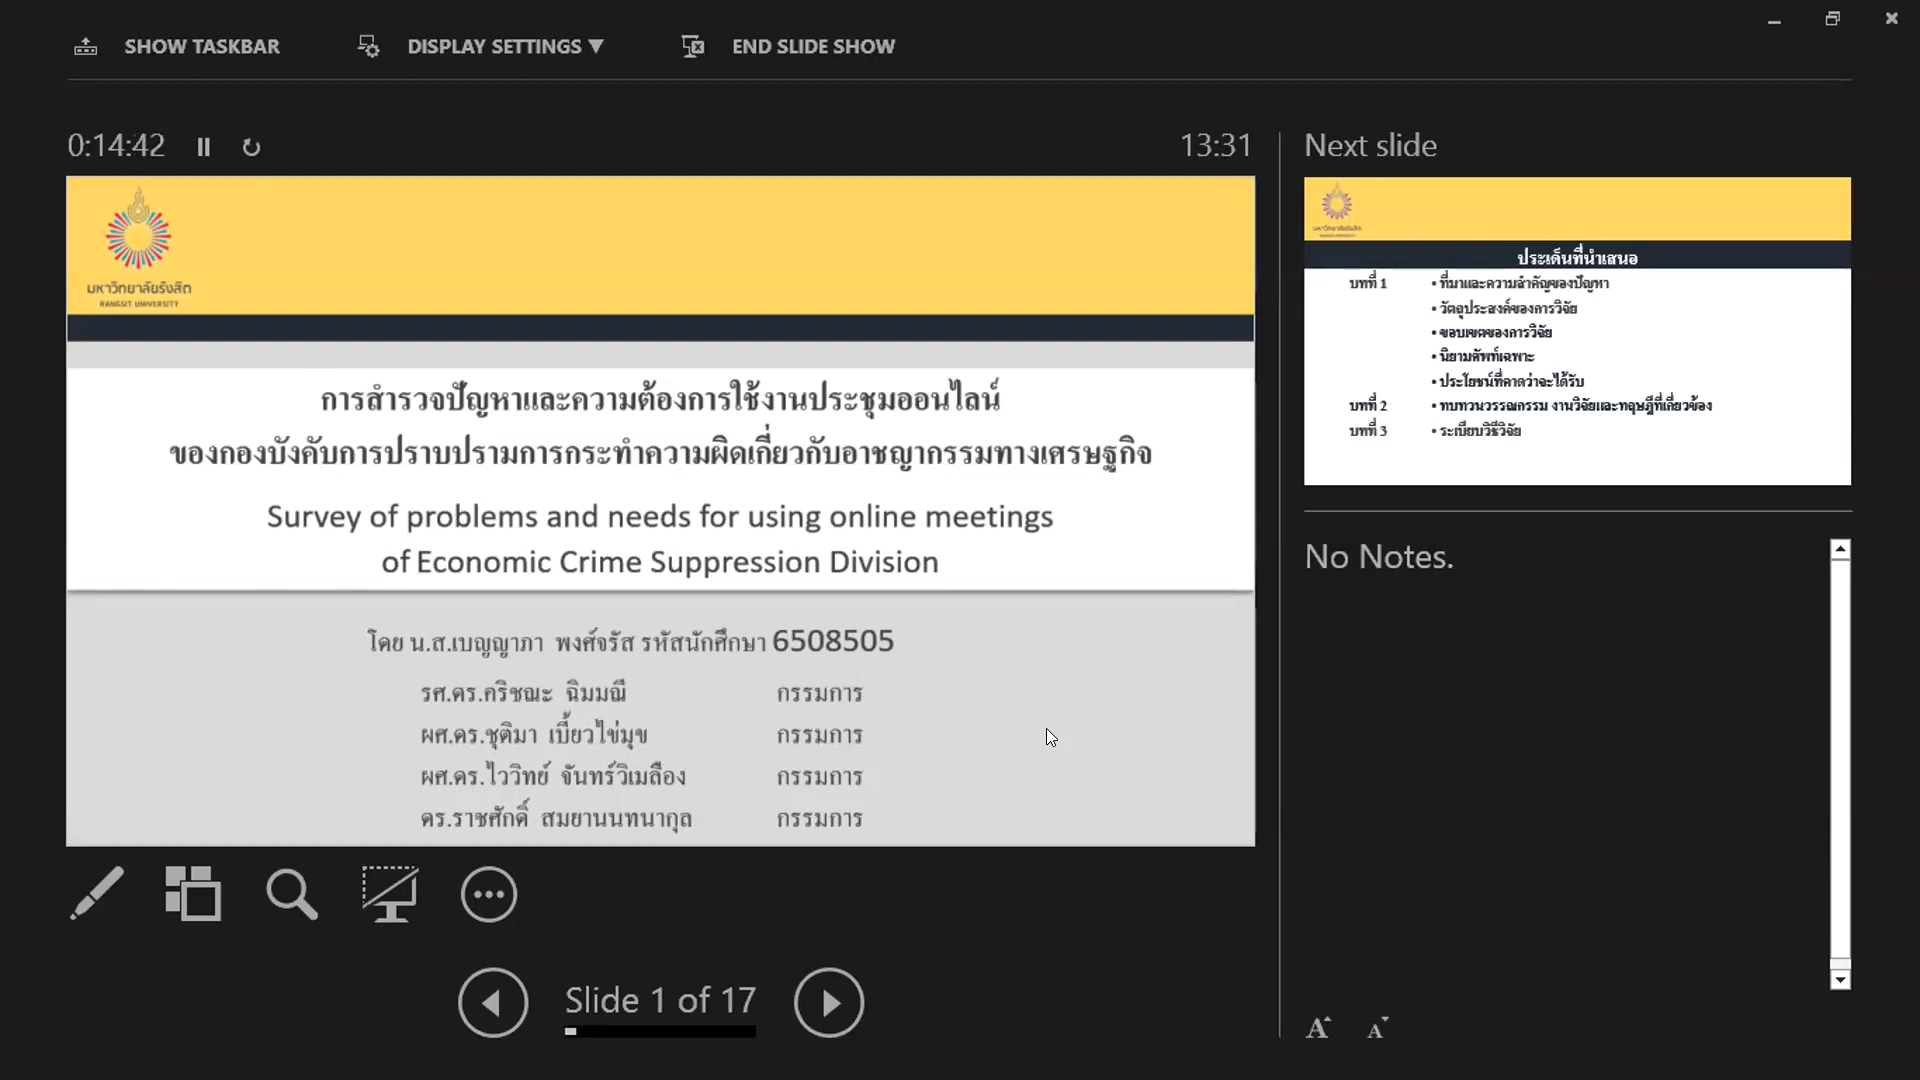 SHOW TASKBAR
DISPLAY SETTINGS ▼
END SLIDE SHOW
0:14:42
13:31
มหาวิทยาลัยรังสิต
RANGSIT UNIVERSITY
การสำรวจปัญหาและความต้องการใช้งานประชุมออนไลน์
ของกองบังคับการปราบปรามการกระทำความผิดเกี่ยวกับอาชญากรรมทางเศรษฐกิจ
Survey of problems and needs for using online meetings
of Economic Crime Suppression Division
โดย น.ส.เบญญาภา พงศ์จรัส รหัสนักศึกษา 6508505
รศ.ดร.คริชณะ ฉิมมณี กรรมการ
ผศ.ดร.ชุติมา เบี้ยวไข่มุข กรรมการ
ผศ.ดร.ไววิทย์ จันทร์วิเมลือง กรรมการ
ดร.ราชศักดิ์ สมยานนทนากุล กรรมการ
Slide 1 of 17
Next slide
มหาวิทยาลัยรังสิต
RANGSIT UNIVERSITY
ประเด็นที่นำเสนอ
บทที่ 1 • ที่มาและความสำคัญของปัญหา
• วัตถุประสงค์ของการวิจัย
• ขอบเขตของการวิจัย
• นิยามศัพท์เฉพาะ
• ประโยชน์ที่คาดว่าจะได้รับ
บทที่ 2 • ทบทวนวรรณกรรม งานวิจัยและทฤษฎีที่เกี่ยวข้อง
บทที่ 3 • ระเบียบวิธีวิจัย
No Notes.
A A